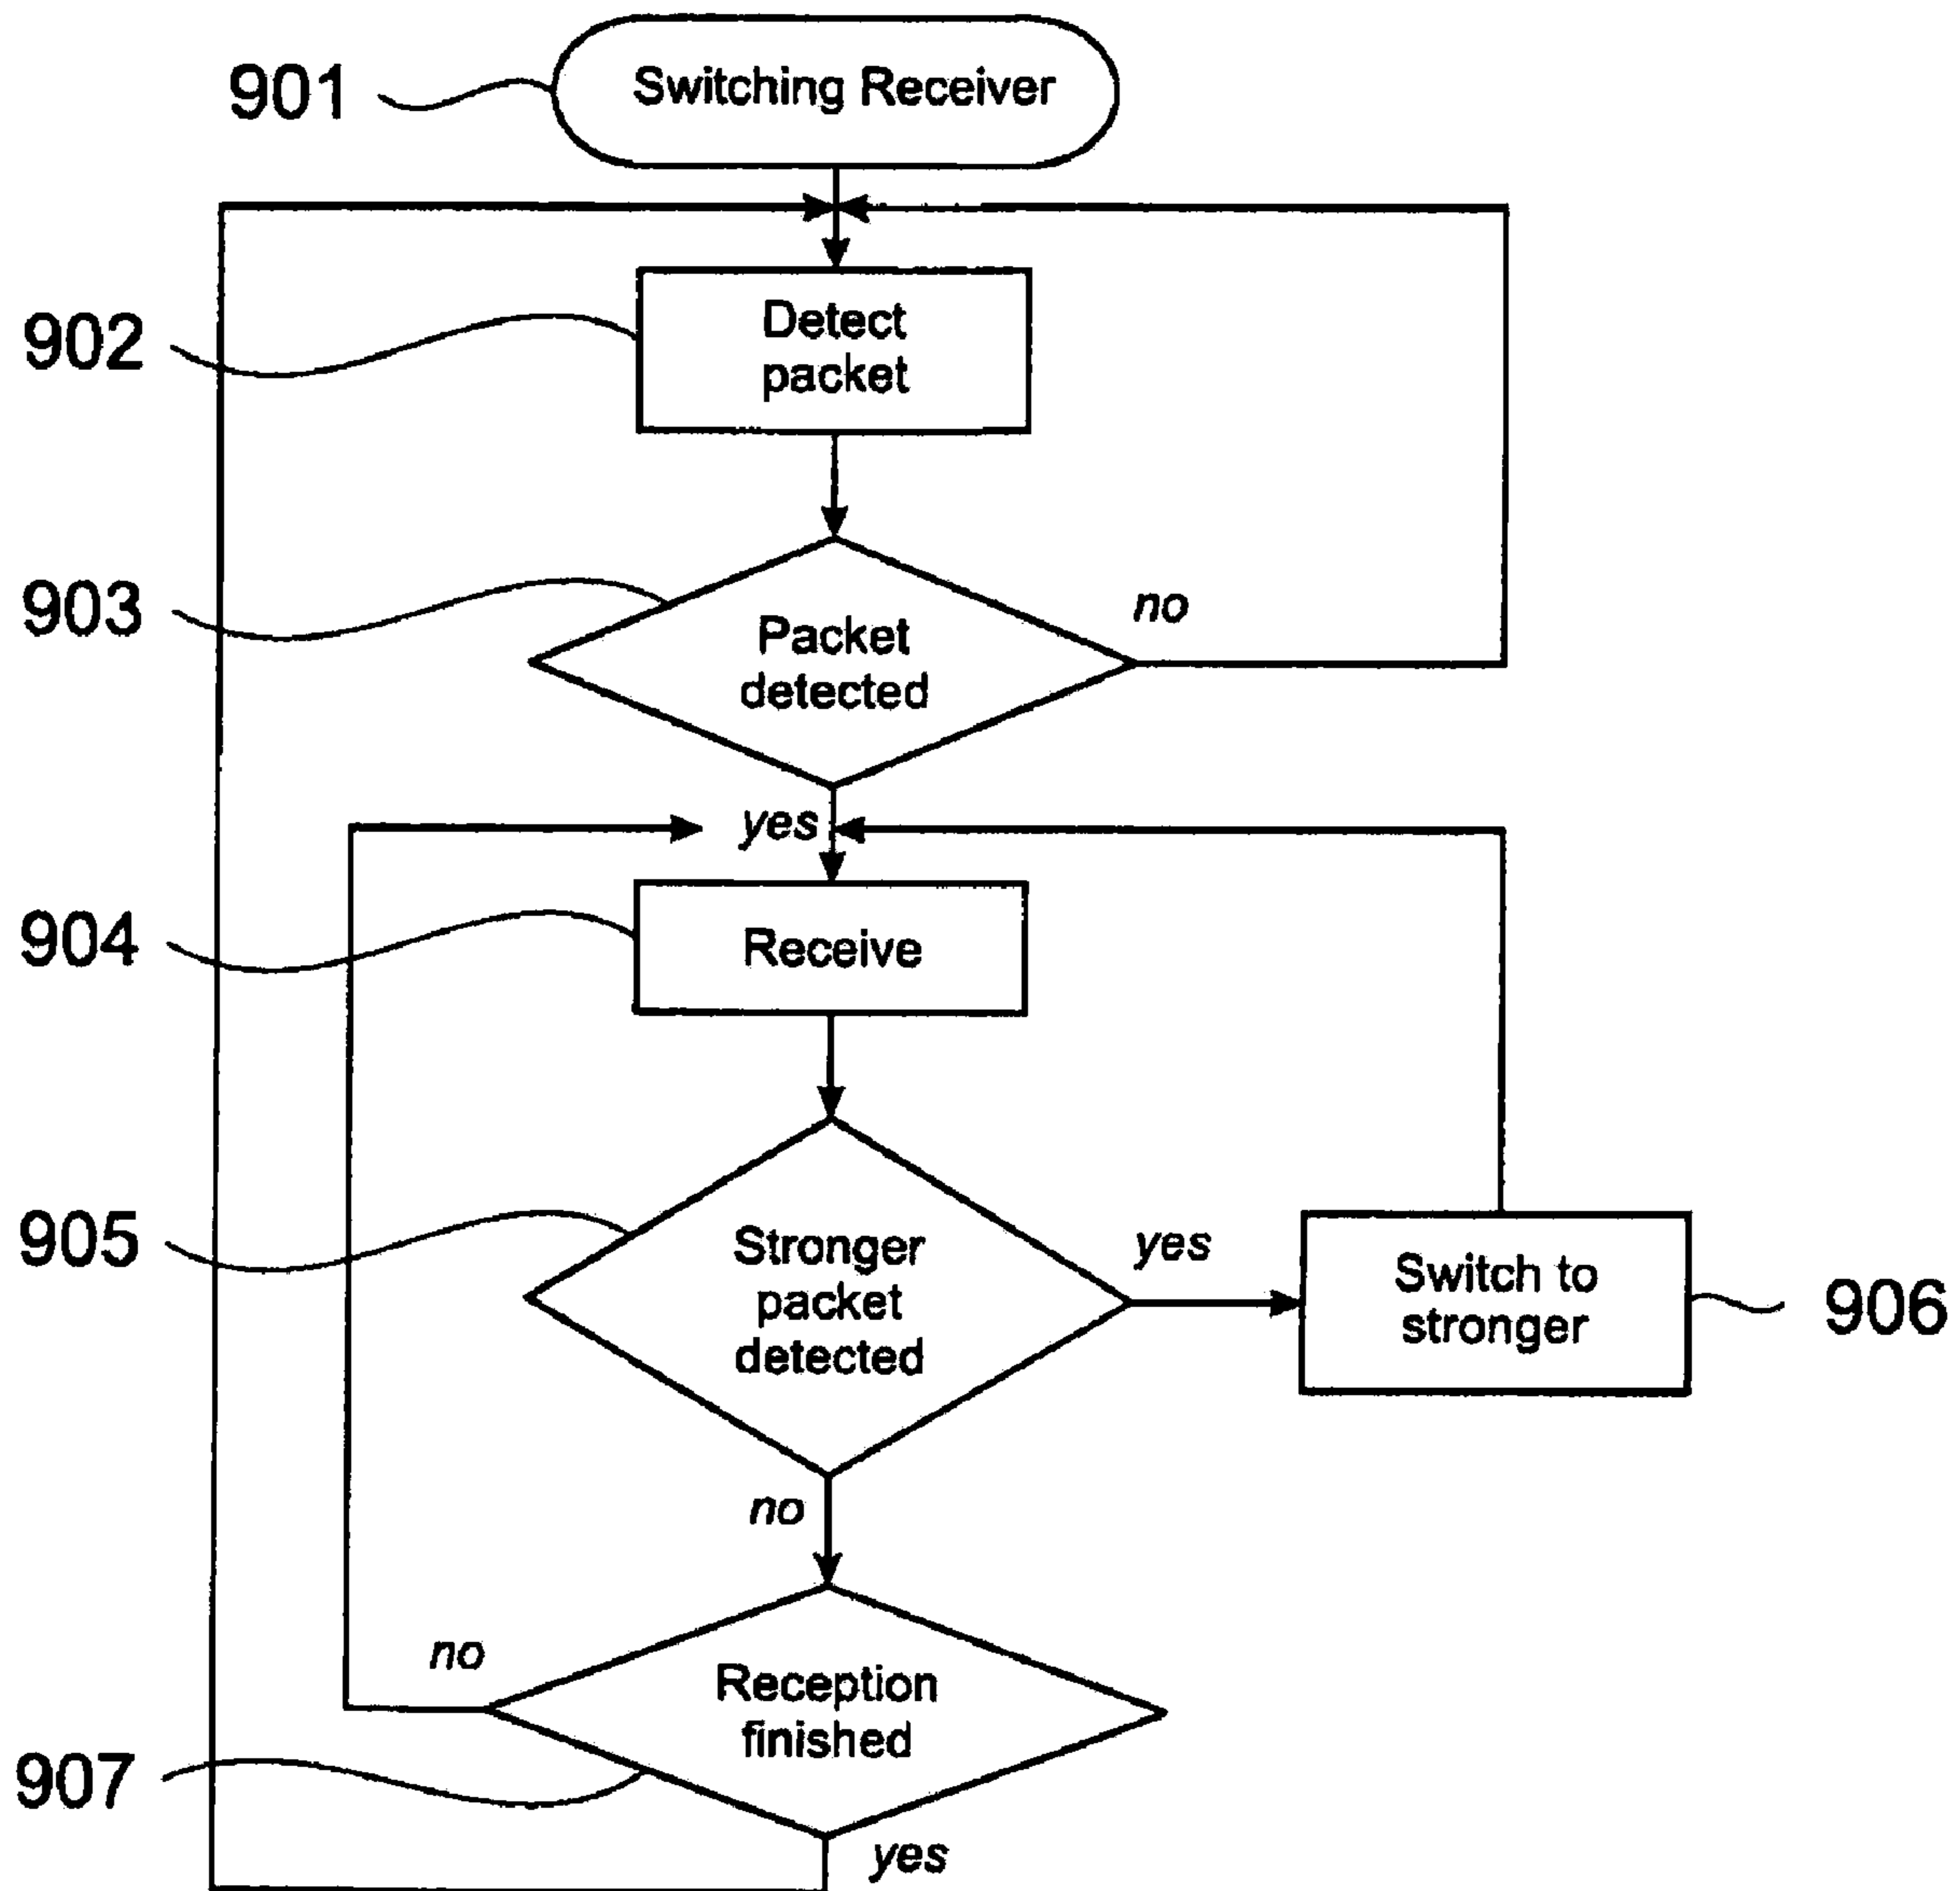 901
Switching Receiver
902
Detect
packet
903
Packet
detected
no
yes
904
Receive
905
Stronger
packet
detected
yes
Switch to
stronger
906
no
no
Reception
finished
907
yes